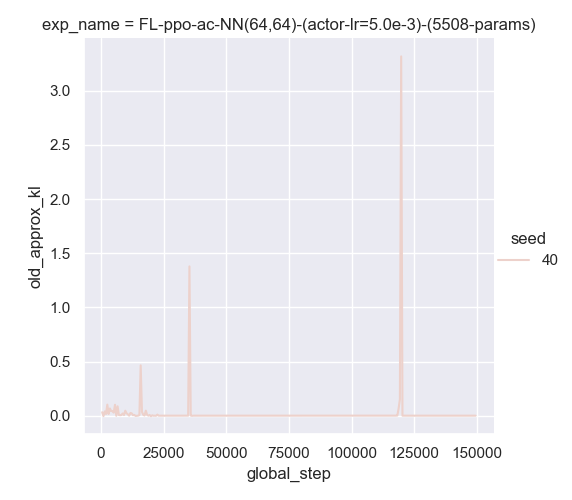 exp_name = FL-ppo-ac-NN(64,64)-(actor-lr=5.0e-3)-(5508-params)
3.0
2.5
2.0
1.5
1.0
0.5
0.0
old_approx_kl
seed
40
0 25000 50000 75000 100000 125000 150000
global_step